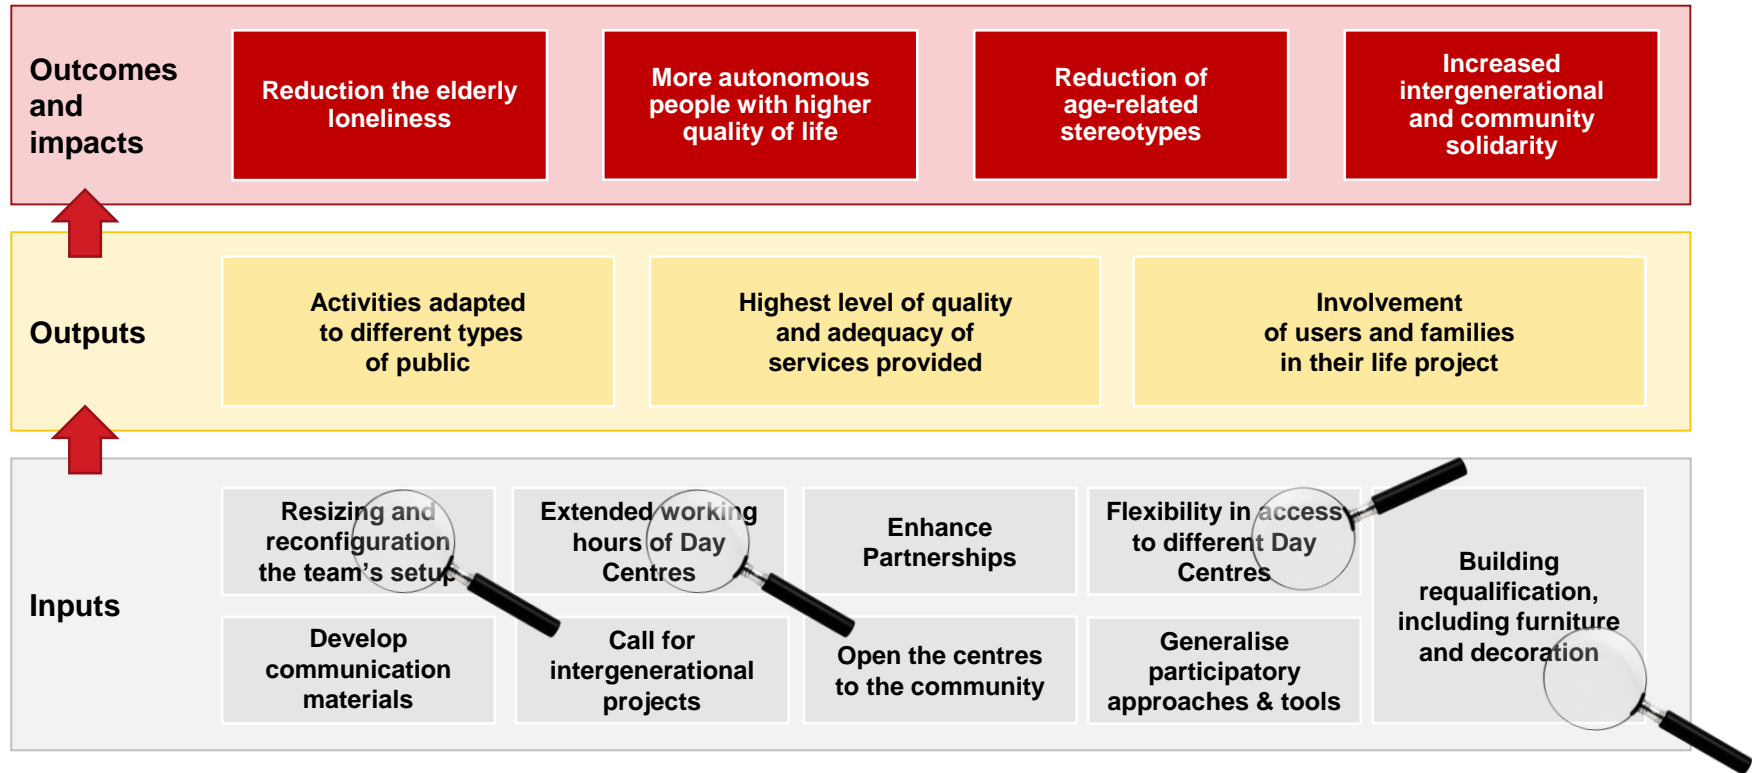 Outcomes
and
impacts
Reduction the elderly
loneliness
More autonomous
people with higher
quality of life
Reduction of
age-related
stereotypes
Increased
intergenerational
and community
solidarity
Outputs
Activities adapted
to different types
of public
Highest level of quality
and adequacy of
services provided
Involvement
of users and families
in their life project
Inputs
Resizing and
reconfiguration
the team's setup
Extended working
hours of Day
Centres
Enhance
Partnerships
Flexibility in access
to different Day
Centres
Building
requalification,
including furniture
and decoration
Develop
communication
materials
Call for
intergenerational
projects
Open the centres
to the community
Generalise
participatory
approaches & tools